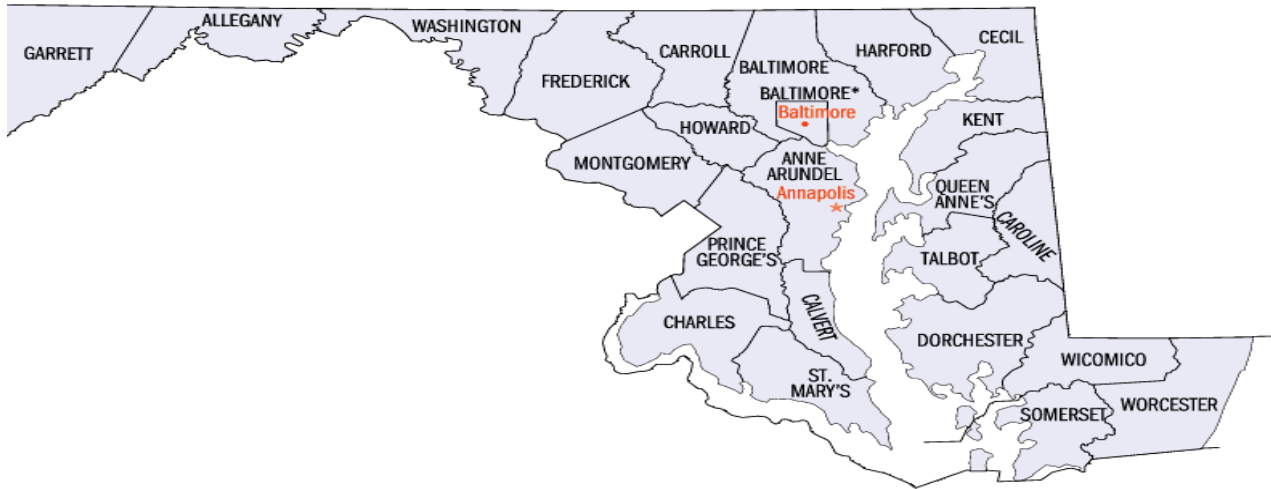 GARRETT
ALLEGANY
WASHINGTON
FREDERICK
CARROLL
BALTIMORE
HARFORD
CECIL
BALTIMORE*
Baltimore
HOWARD
MONTGOMERY
KENT
ANNE
ARUNDEL
Annapolis
QUEEN
ANNE'S
CAROLINE
TALBOT
PRINCE
GEORGE'S
CALVERT
CHARLES
ST.
MARY'S
DORCHESTER
WICOMICO
SOMERSET
WORCESTER